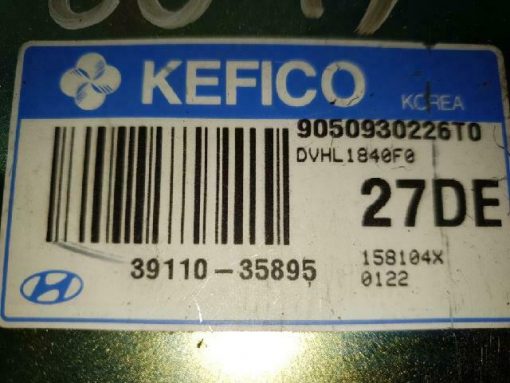 KEFICO
KOREA
9050930226T0
DVHL1840F0
27DE
39110-35895
158104X
0122